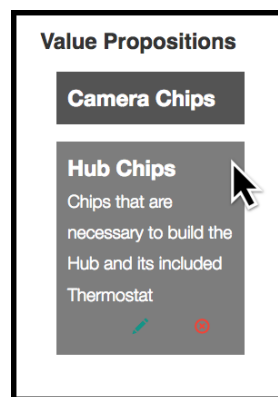 Value Propositions
Camera Chips
Hub Chips
Chips that are
necessary to build the
Hub and its included
Thermostat